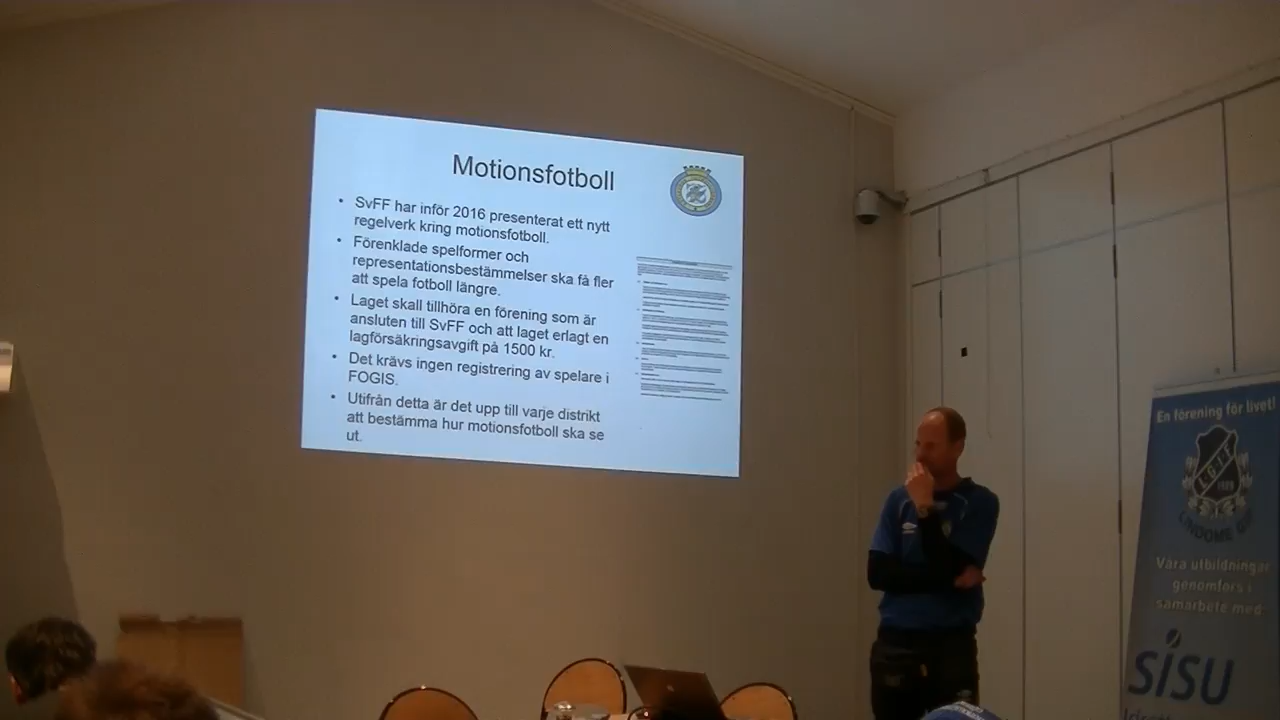 Motionsfotboll
• SvFF har inför 2016 presenterat ett nytt
regelverk kring motionsfotboll.
• Förenklade spelformer och
representationsbestämmelser ska få fler
att spela fotboll längre.
• Laget skall tillhöra en förening som är
ansluten till SvFF och att laget erlagt en
lagförsäkringsavgift på 1500 kr.
• Det krävs ingen registrering av spelare i
FOGIS.
• Utifrån detta är det upp till varje distrikt
att bestämma hur motionsfotboll ska se
ut.
En förening för livet!
L.G.I.F
LINDOME GIF
Våra utbildningar
genomförs i
samarbete med
SISU